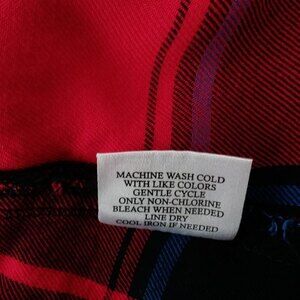 MACHINE WASH COLD
WITH LIKE COLORS
GENTLE CYCLE
ONLY NON-CHLORINE
BLEACH WHEN NEEDED
LINE DRY
COOL IRON IF NEEDED